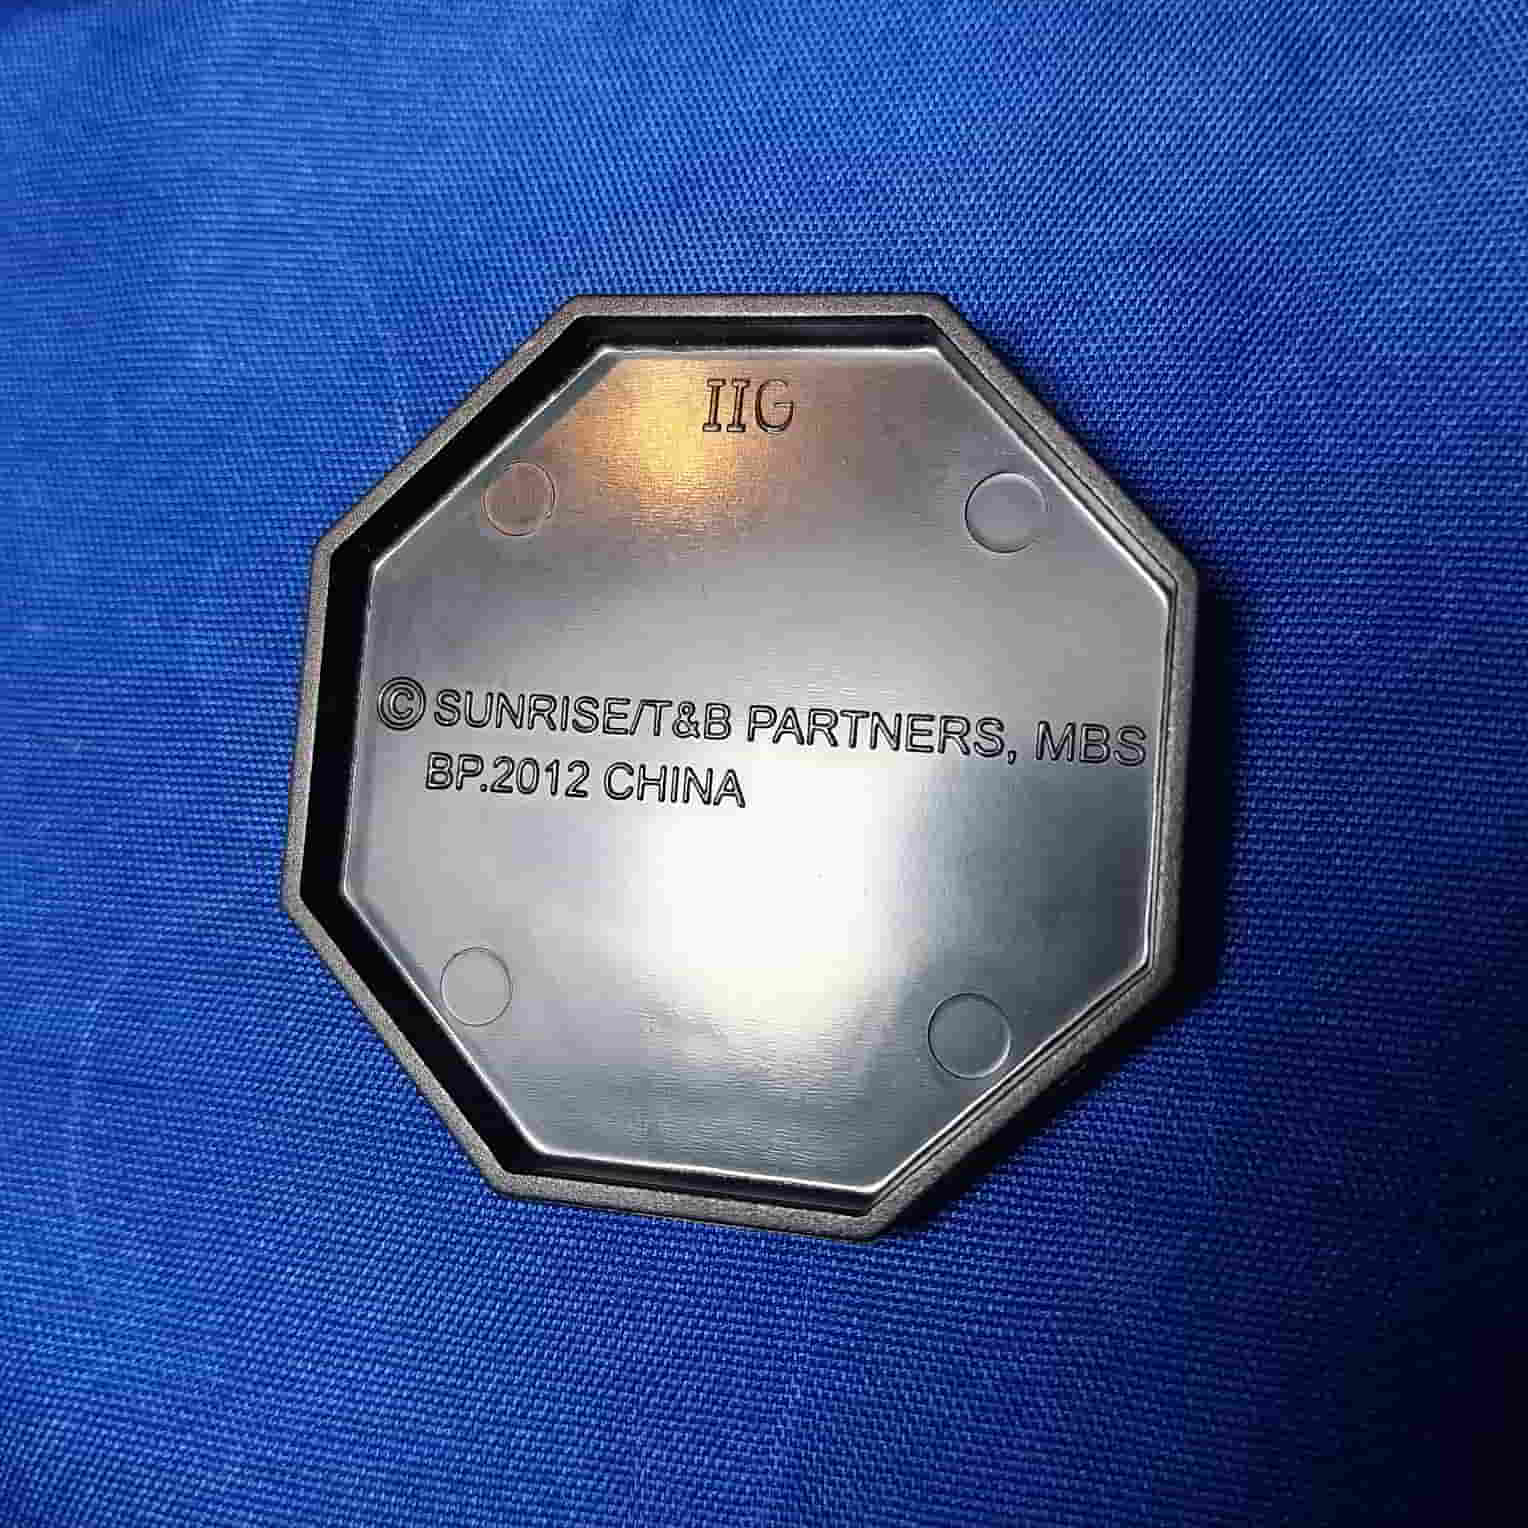 IIG
© SUNRISE/T&B PARTNERS, MBS
BP.2012 CHINA